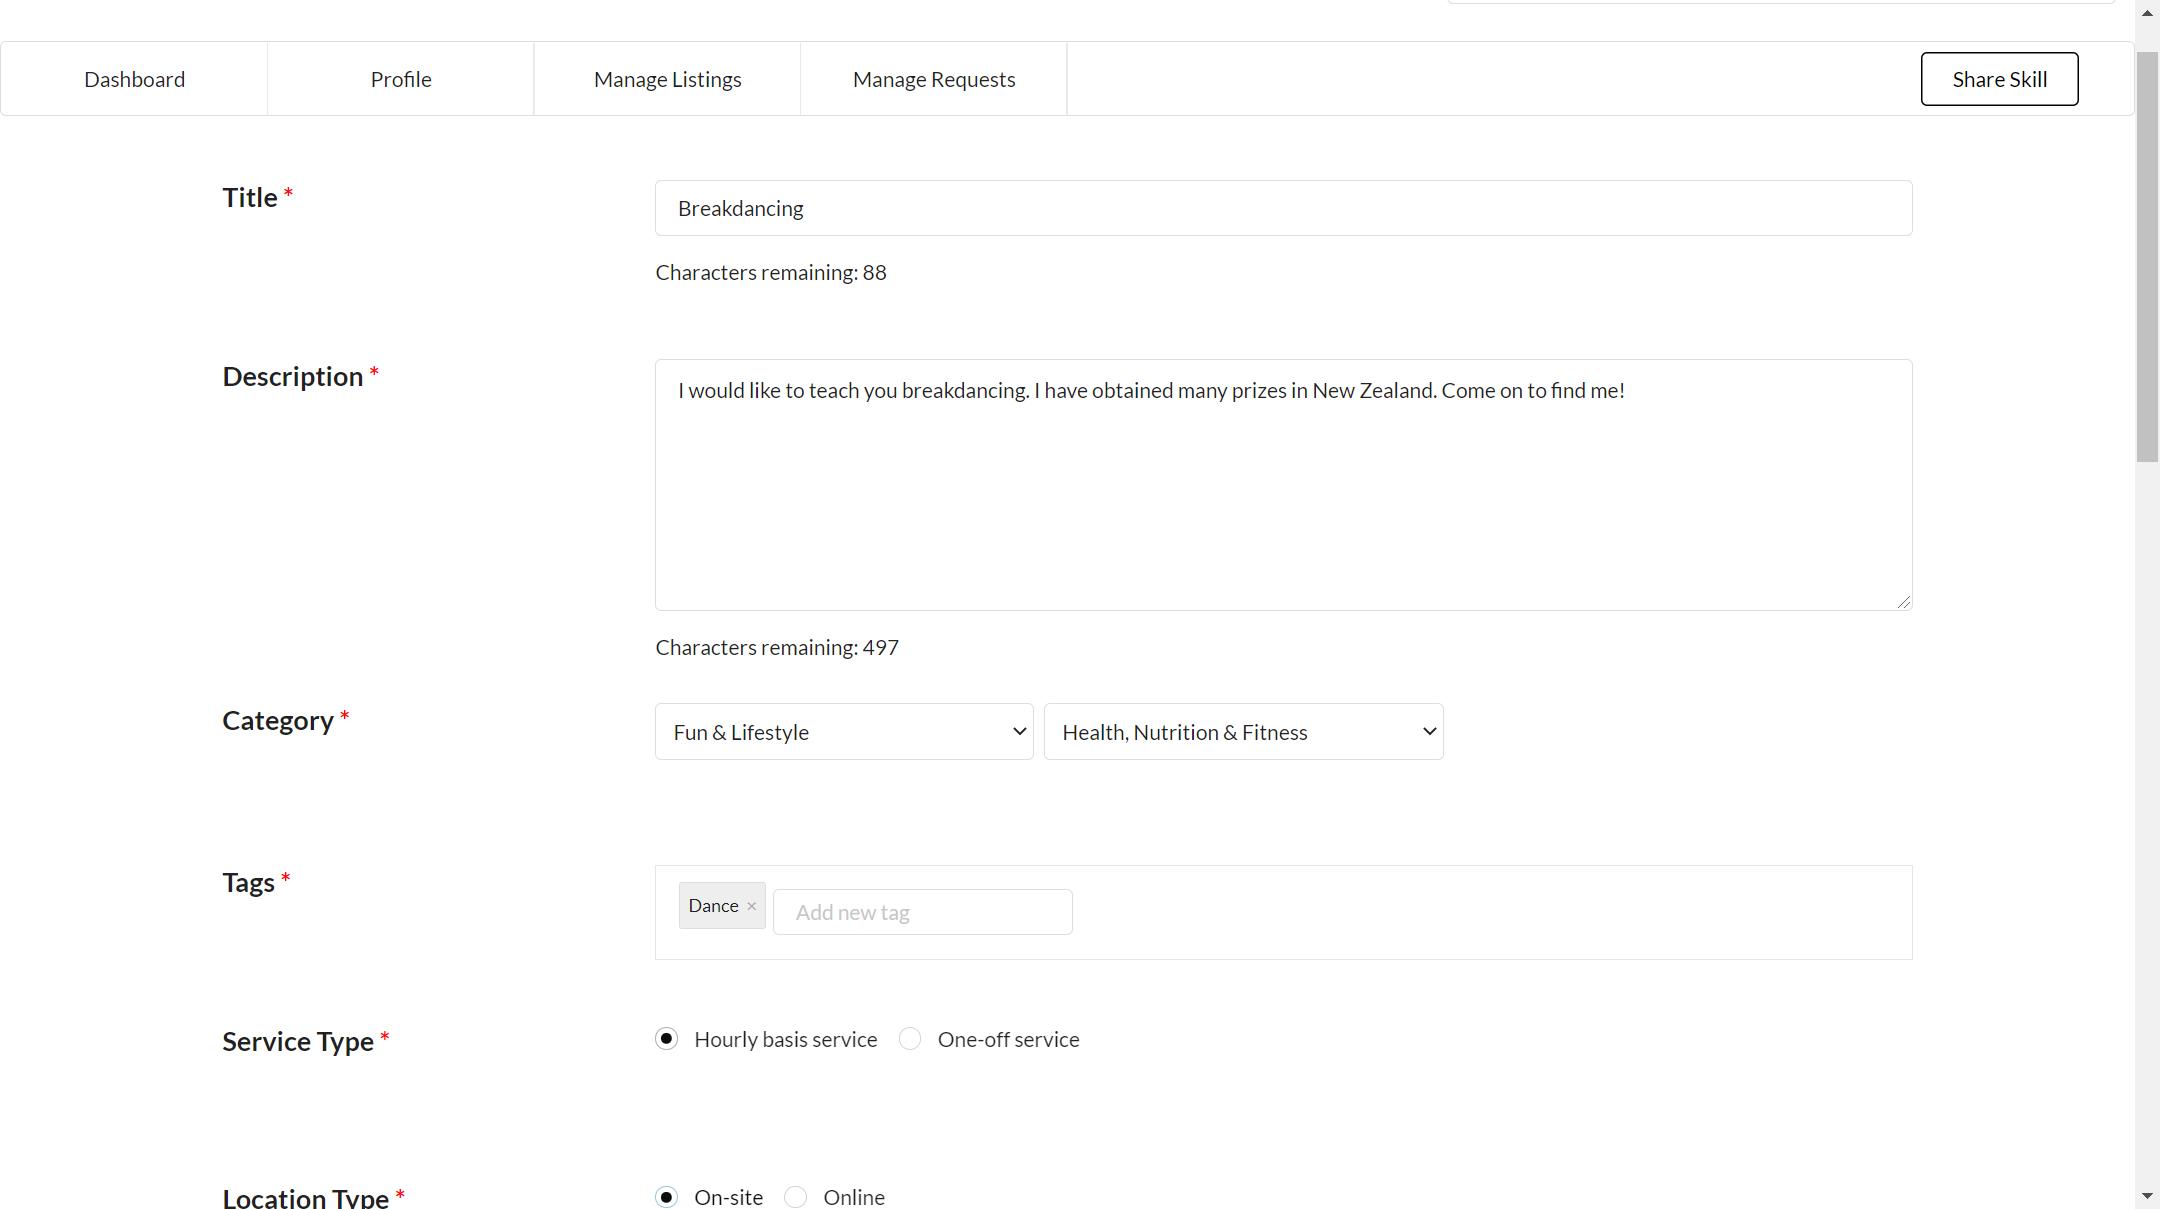 Dashboard Profile Manage Listings Manage Requests Share Skill
Title * Breakdancing
Characters remaining: 88
Description * I would like to teach you breakdancing. I have obtained many prizes in New Zealand. Come on to find me!
Characters remaining: 497
Category * Fun & Lifestyle Health, Nutrition & Fitness
Tags * Dance × Add new tag
Service Type * Hourly basis service One-off service
Location Type * On-site Online